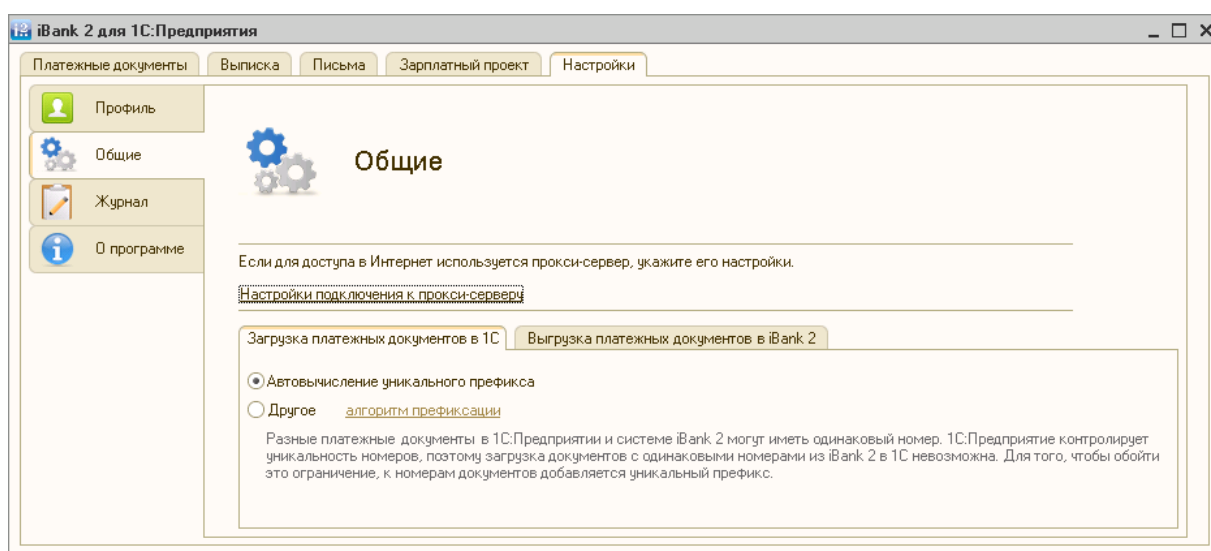 iBank 2 для 1С:Предприятия
Платежные документы Выписка Письма Зарплатный проект Настройки
Профиль
Общие
Журнал
О программе
Общие
Если для доступа в Интернет используется прокси-сервер, укажите его настройки.
Настройки подключения к прокси-серверу
Загрузка платежных документов в 1С Выгрузка платежных документов в iBank 2
Автовычисление уникального префикса
Другое алгоритм префиксации
Разные платежные документы в 1С:Предприятии и системе iBank 2 могут иметь одинаковый номер. 1С:Предприятие контролирует
уникальность номеров, поэтому загрузка документов с одинаковыми номерами из iBank 2 в 1С невозможна. Для того, чтобы обойти
это ограничение, к номерам документов добавляется уникальный префикс.